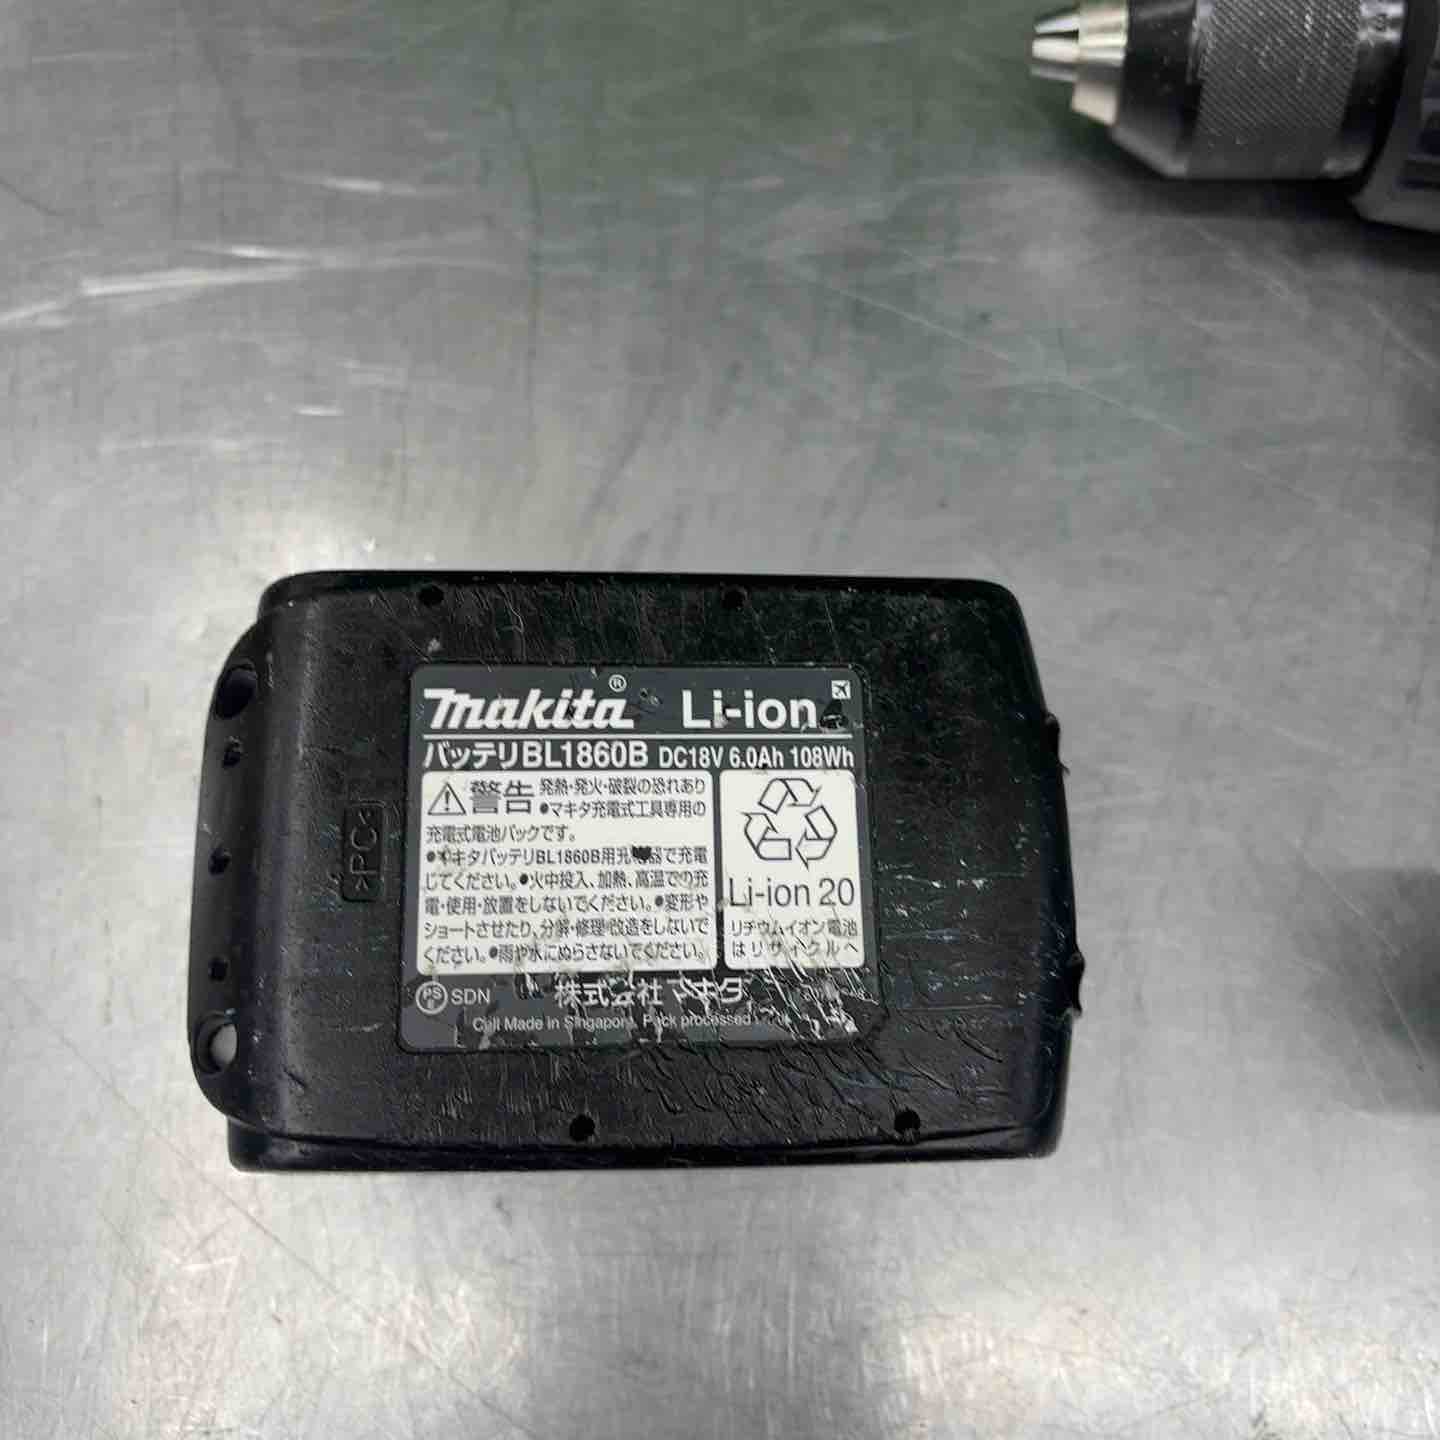 makita® Li-ion
バッテリBL1860B DC18V 6.0Ah 108Wh
警告 発熱・発火・破裂の恐れあり
●マキタ充電式工具専用の
充電式電池パックです。
●マキタバッテリBL1860B用充電器で充電
してください。●火中投入、加熱、高温での充
電・使用・放置をしないでください。●変形や
ショートさせたり、分解・修理・改造をしないで
ください。●雨や水にぬらさないでください。
Li-ion 20
リチウムイオン電池
はリサイクルへ
PS E SDN 株式会社マキタ
Cell Made in Singapore, Pack processed
>PC<